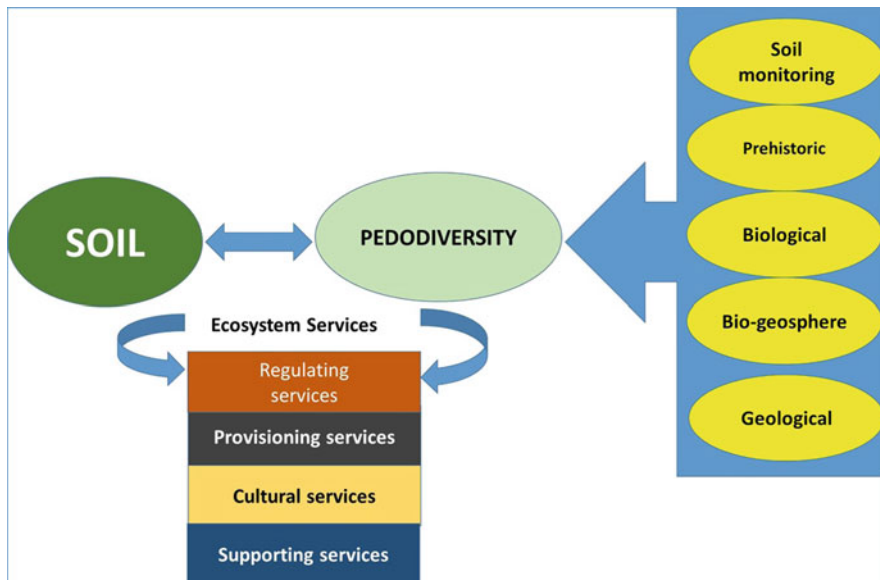 SOIL
PEDODIVERSITY
Soil
monitoring
Prehistoric
Biological
Bio-geosphere
Geological
Ecosystem Services
Regulating
services
Provisioning services
Cultural services
Supporting services